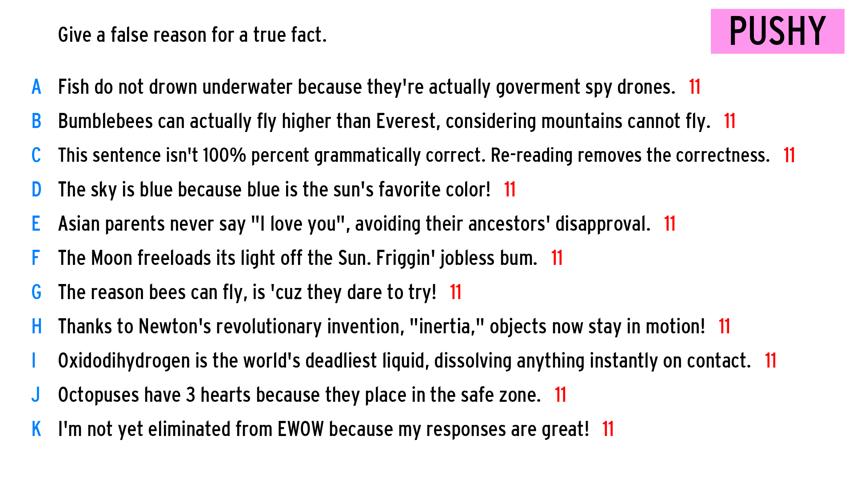 Give a false reason for a true fact.
PUSHY
A Fish do not drown underwater because they're actually goverment spy drones. 11
B Bumblebees can actually fly higher than Everest, considering mountains cannot fly. 11
C This sentence isn't 100% percent grammatically correct. Re-reading removes the correctness. 11
D The sky is blue because blue is the sun's favorite color! 11
E Asian parents never say "I love you", avoiding their ancestors' disapproval. 11
F The Moon freeloads its light off the Sun. Friggin' jobless bum. 11
G The reason bees can fly, is 'cuz they dare to try! 11
H Thanks to Newton's revolutionary invention, "inertia," objects now stay in motion! 11
I Oxidodihydrogen is the world's deadliest liquid, dissolving anything instantly on contact. 11
J Octopuses have 3 hearts because they place in the safe zone. 11
K I'm not yet eliminated from EWOW because my responses are great! 11